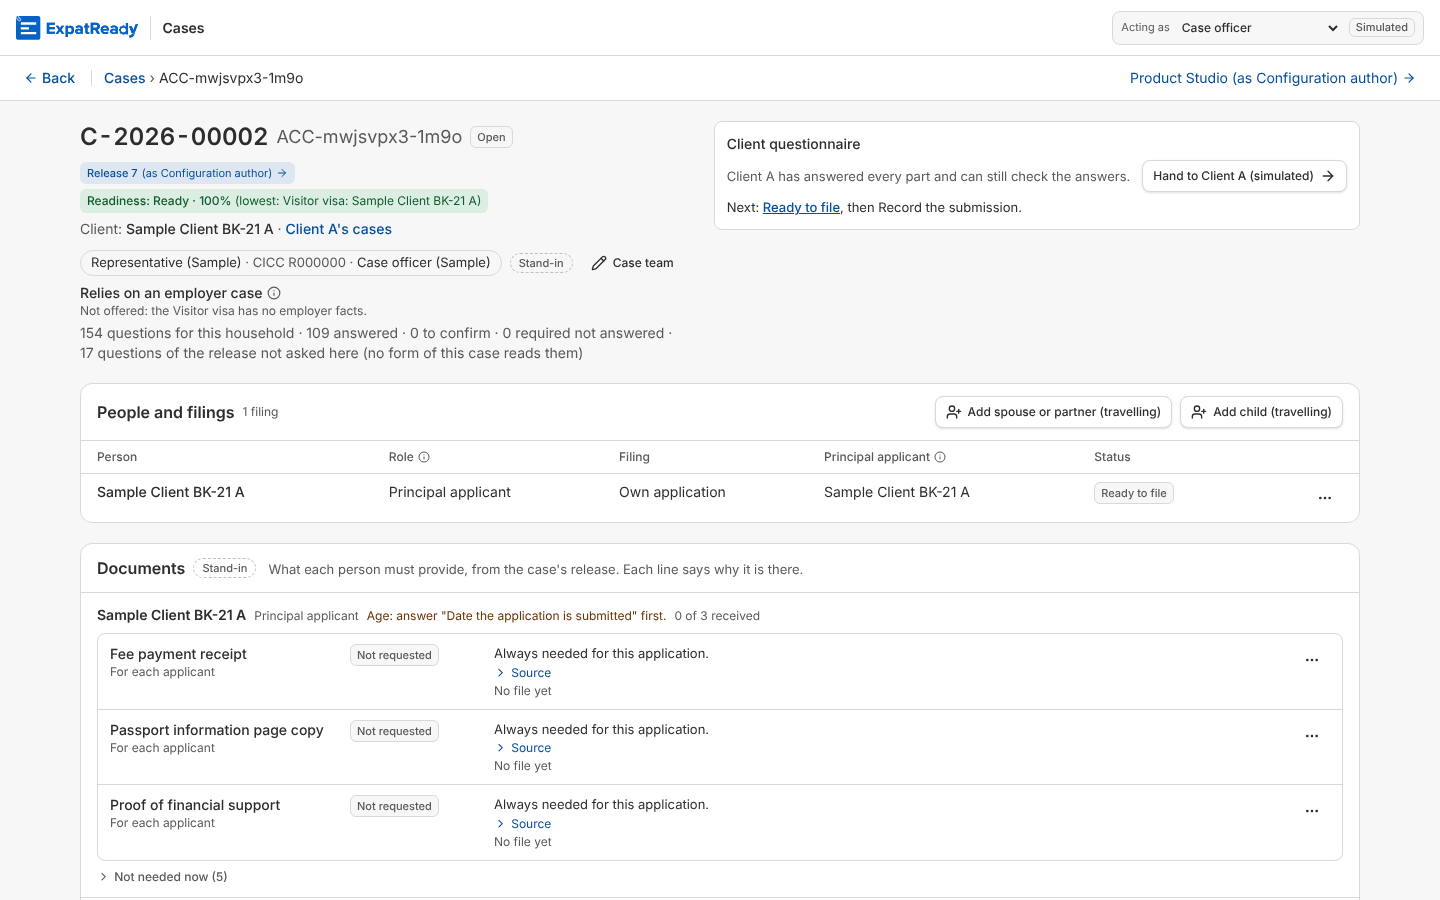 ExpatReady
Cases
Acting as Case officer Simulated
Back Cases › ACC-mwjsvpx3-1m9o
Product Studio (as Configuration author)
C-2026-00002 ACC-mwjsvpx3-1m9o Open
Release 7 (as Configuration author)
Readiness: Ready · 100% (lowest: Visitor visa: Sample Client BK-21 A)
Client: Sample Client BK-21 A · Client A's cases
Representative (Sample) · CICC R000000 · Case officer (Sample) Stand-in Case team
Relies on an employer case
Not offered: the Visitor visa has no employer facts.
154 questions for this household · 109 answered · 0 to confirm · 0 required not answered ·
17 questions of the release not asked here (no form of this case reads them)
Client questionnaire
Client A has answered every part and can still check the answers. Hand to Client A (simulated)
Next: Ready to file, then Record the submission.
People and filings 1 filing
Add spouse or partner (travelling) Add child (travelling)
Person Role Filing Principal applicant Status
Sample Client BK-21 A Principal applicant Own application Sample Client BK-21 A Ready to file
Documents Stand-in What each person must provide, from the case's release. Each line says why it is there.
Sample Client BK-21 A Principal applicant Age: answer "Date the application is submitted" first. 0 of 3 received
Fee payment receipt Not requested Always needed for this application.
For each applicant Source
No file yet
Passport information page copy Not requested Always needed for this application.
For each applicant Source
No file yet
Proof of financial support Not requested Always needed for this application.
For each applicant Source
No file yet
Not needed now (5)